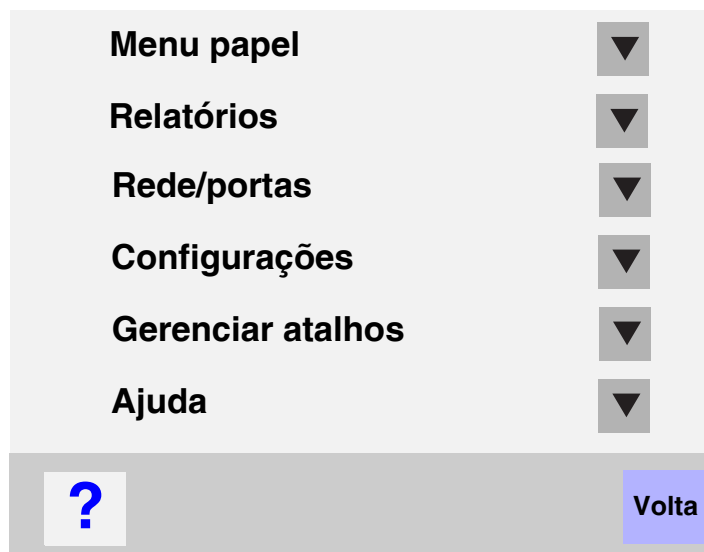 Menu papel
Relatórios
Rede/portas
Configurações
Gerenciar atalhos
Ajuda
?
Volta